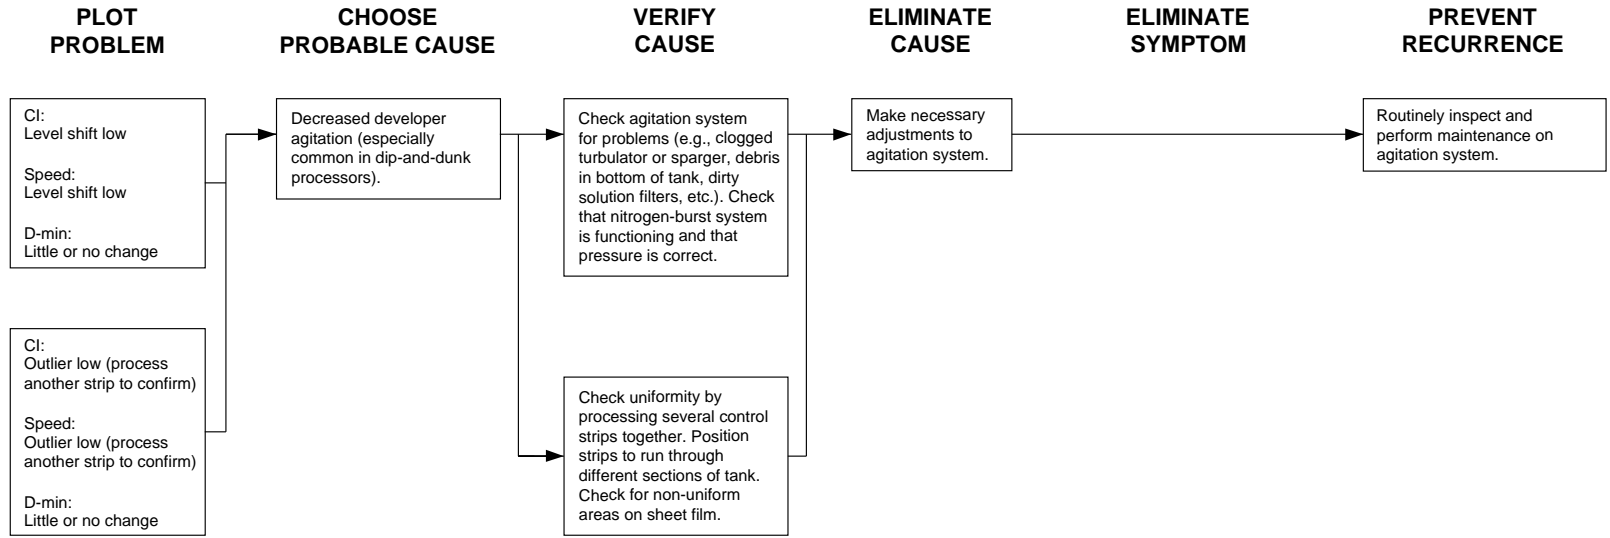 PLOT
PROBLEM
CHOOSE
PROBABLE CAUSE
VERIFY
CAUSE
ELIMINATE
CAUSE
ELIMINATE
SYMPTOM
PREVENT
RECURRENCE
CI:
Level shift low
Speed:
Level shift low
D-min:
Little or no change
CI:
Outlier low (process
another strip to confirm)
Speed:
Outlier low (process
another strip to confirm)
D-min:
Little or no change
Decreased developer
agitation (especially
common in dip-and-dunk
processors).
Check agitation system
for problems (e.g., clogged
turbulator or sparger, debris
in bottom of tank, dirty
solution filters, etc.). Check
that nitrogen-burst system
is functioning and that
pressure is correct.
Check uniformity by
processing several control
strips together. Position
strips to run through
different sections of tank.
Check for non-uniform
areas on sheet film.
Make necessary
adjustments to
agitation system.
Routinely inspect and
perform maintenance on
agitation system.